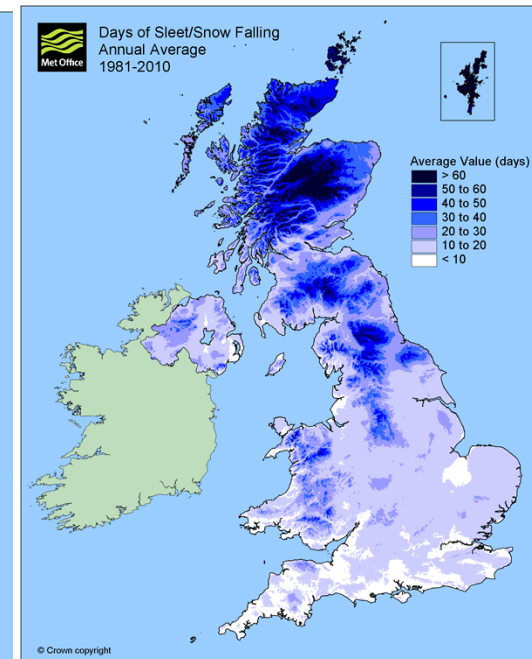 Met Office
Days of Sleet/Snow Falling
Annual Average
1981-2010
Average Value (days)
> 60
50 to 60
40 to 50
30 to 40
20 to 30
10 to 20
< 10
© Crown copyright